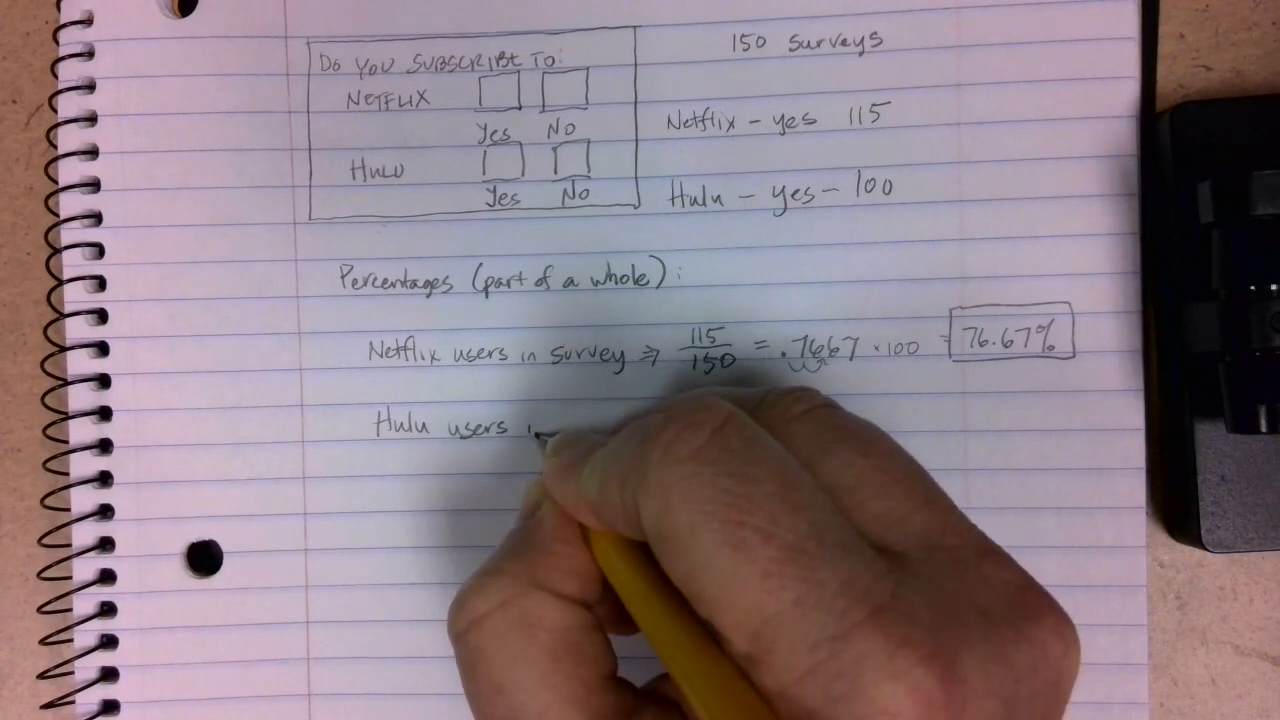 Do YOU SUBSCRIBE TO:
NETFLIX
Yes No
HULU
Yes No
150 surveys
Netflix - yes 115
Hulu - yes - 100
Percentages (part of a whole):
Netflix users in survey ⇒ 115/150 = .7667 · 100 = 76.67%
Hulu users i